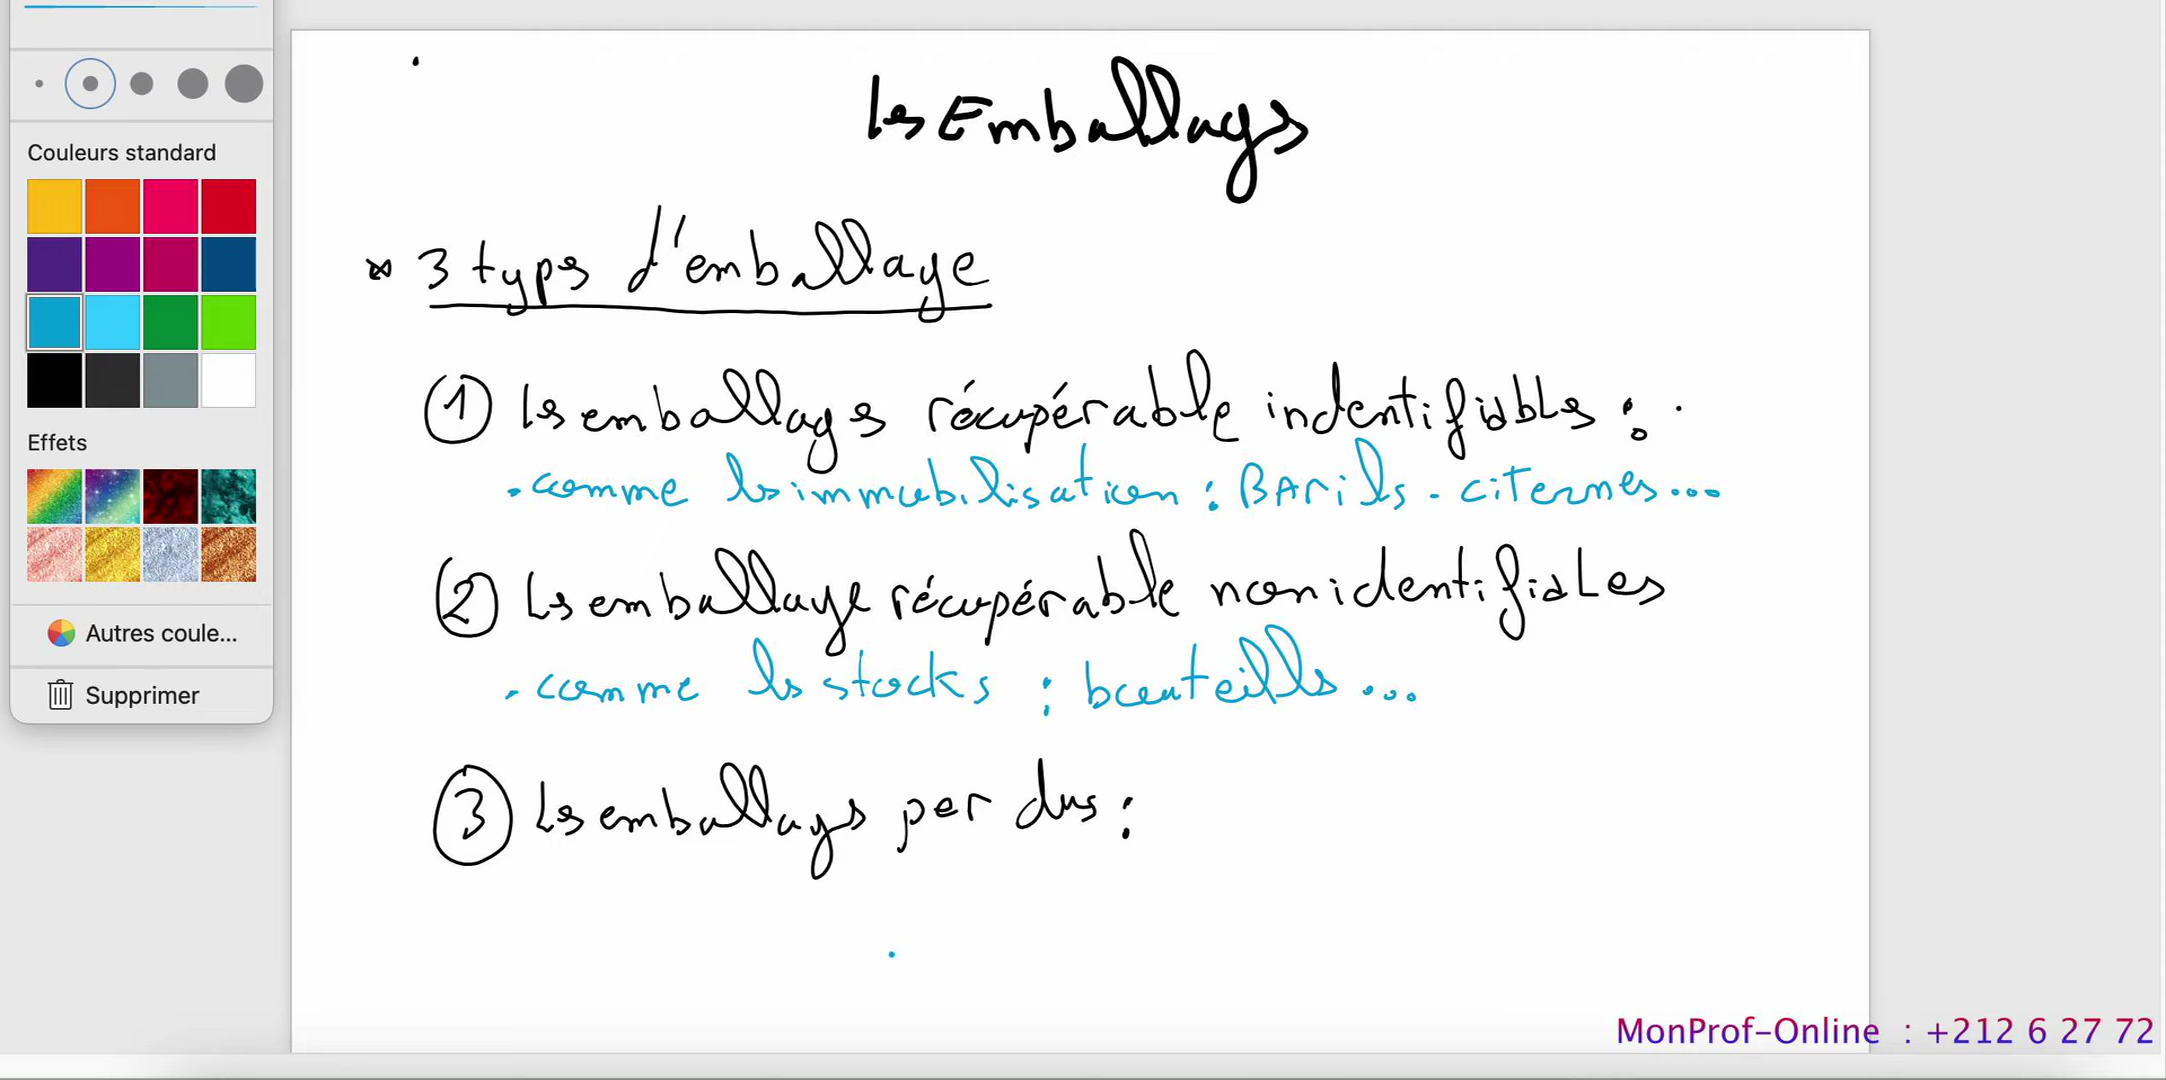 Couleurs standard
Effets
Autres coule...
Supprimer
les Emballages
3 types d'emballage
① les emballages récupérable indentifiables :
• comme les immobilisation : BAriLs - citernes...
② Les emballage récupérable non identifiables
• comme les stocks : bouteilles...
③ Les emballages perdus :
MonProf-Online : +212 6 27 72